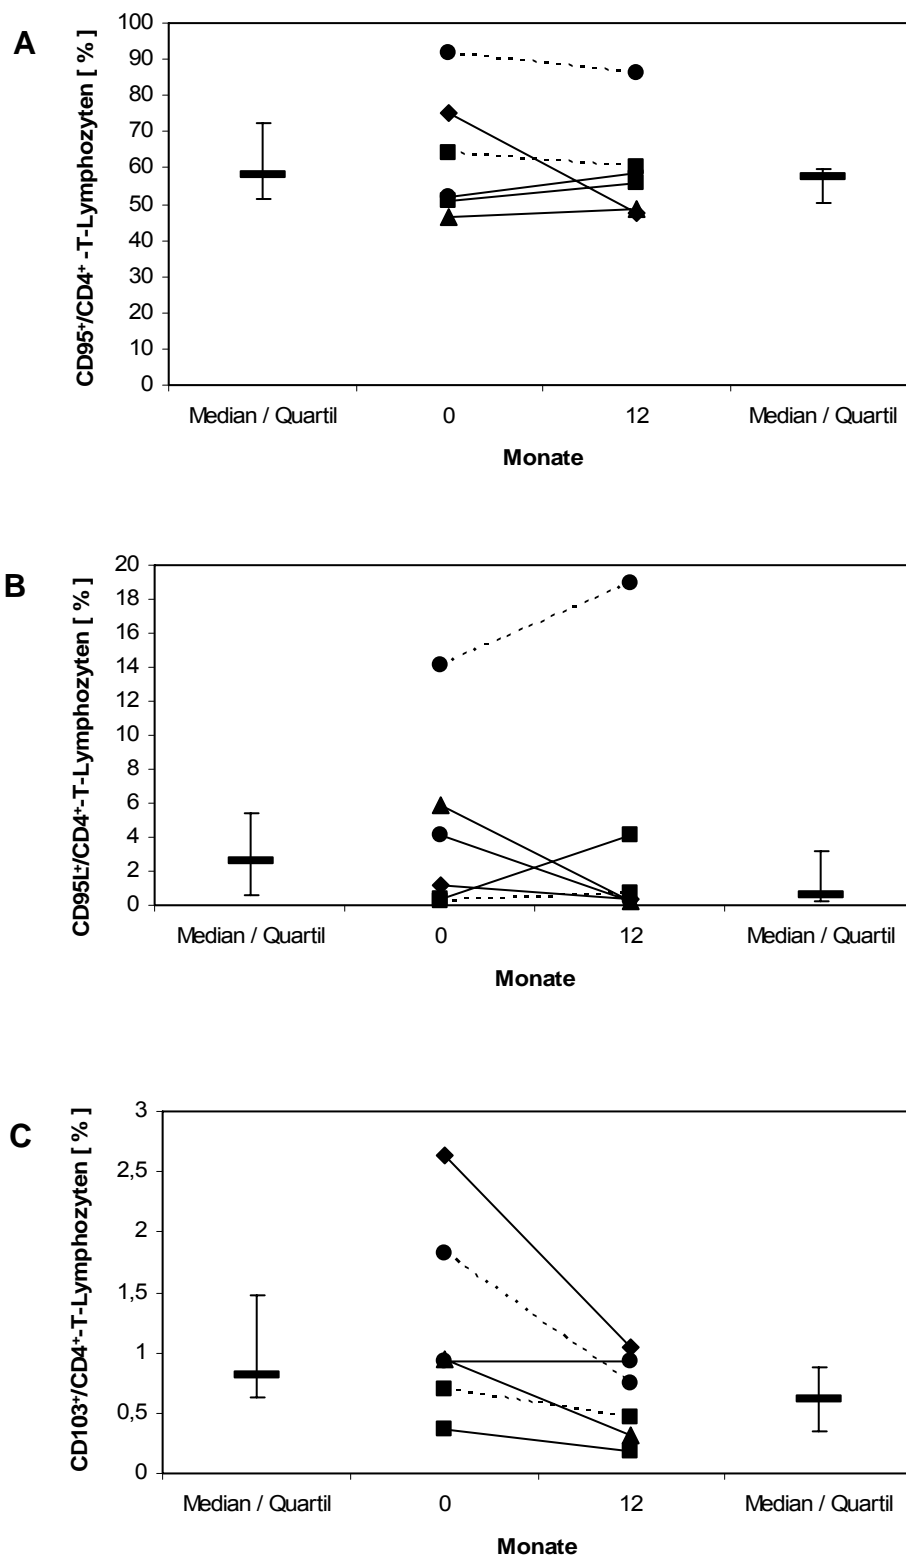 A
CD95⁺/CD4⁺ -T-Lymphozyten [ % ]
100
90
80
70
60
50
40
30
20
10
0
Median / Quartil 0 12 Median / Quartil
Monate
B
CD95L⁺/CD4⁺-T-Lymphozyten [ % ]
20
18
16
14
12
10
8
6
4
2
0
Median / Quartil 0 12 Median / Quartil
Monate
C
CD103⁺/CD4⁺-T-Lymphozyten [ % ]
3
2,5
2
1,5
1
0,5
0
Median / Quartil 0 12 Median / Quartil
Monate